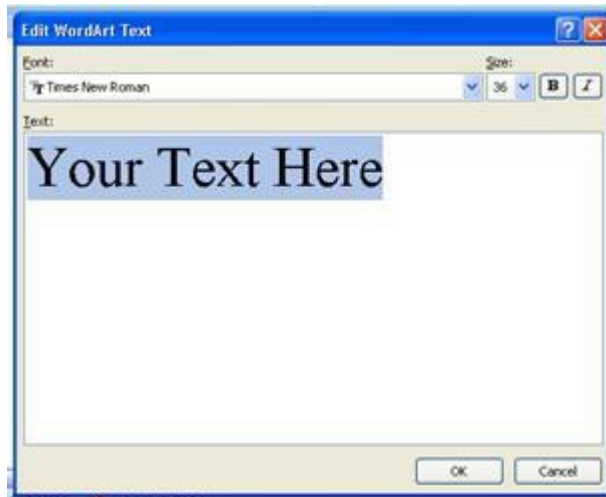 Edit WordArt Text
Font:
Size:
Times New Roman
36
B
I
Text:
Your Text Here
OK
Cancel